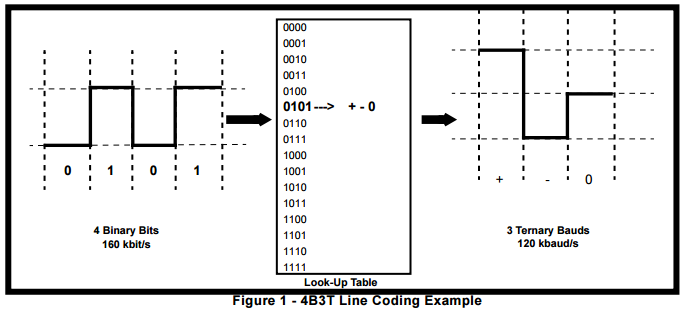 0 1 0 1
4 Binary Bits
160 kbit/s
0000
0001
0010
0011
0100
0101---> + - 0
0110
0111
1000
1001
1010
1011
1100
1101
1110
1111
Look-Up Table
+ - 0
3 Ternary Bauds
120 kbaud/s
Figure 1 - 4B3T Line Coding Example